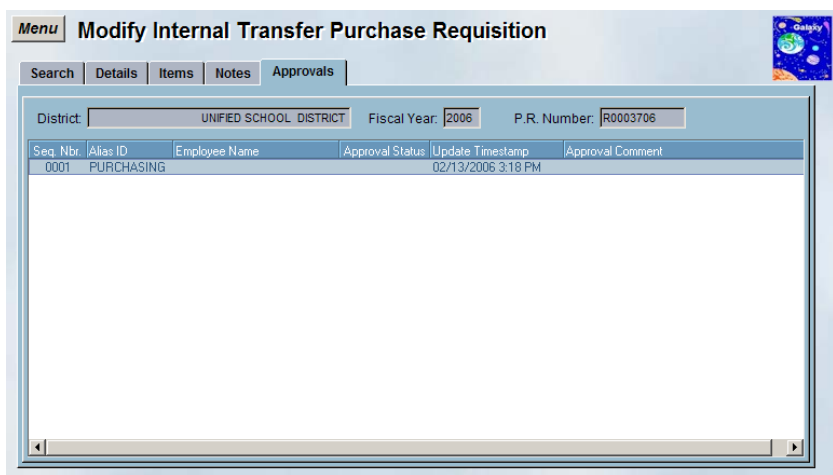 Menu Modify Internal Transfer Purchase Requisition
Galaxy
Search Details Items Notes Approvals
District: UNIFIED SCHOOL DISTRICT Fiscal Year: 2006 P.R. Number: R0003706
Seq. Nbr. Alias ID Employee Name Approval Status Update Timestamp Approval Comment
0001 PURCHASING 02/13/2006 3:18 PM